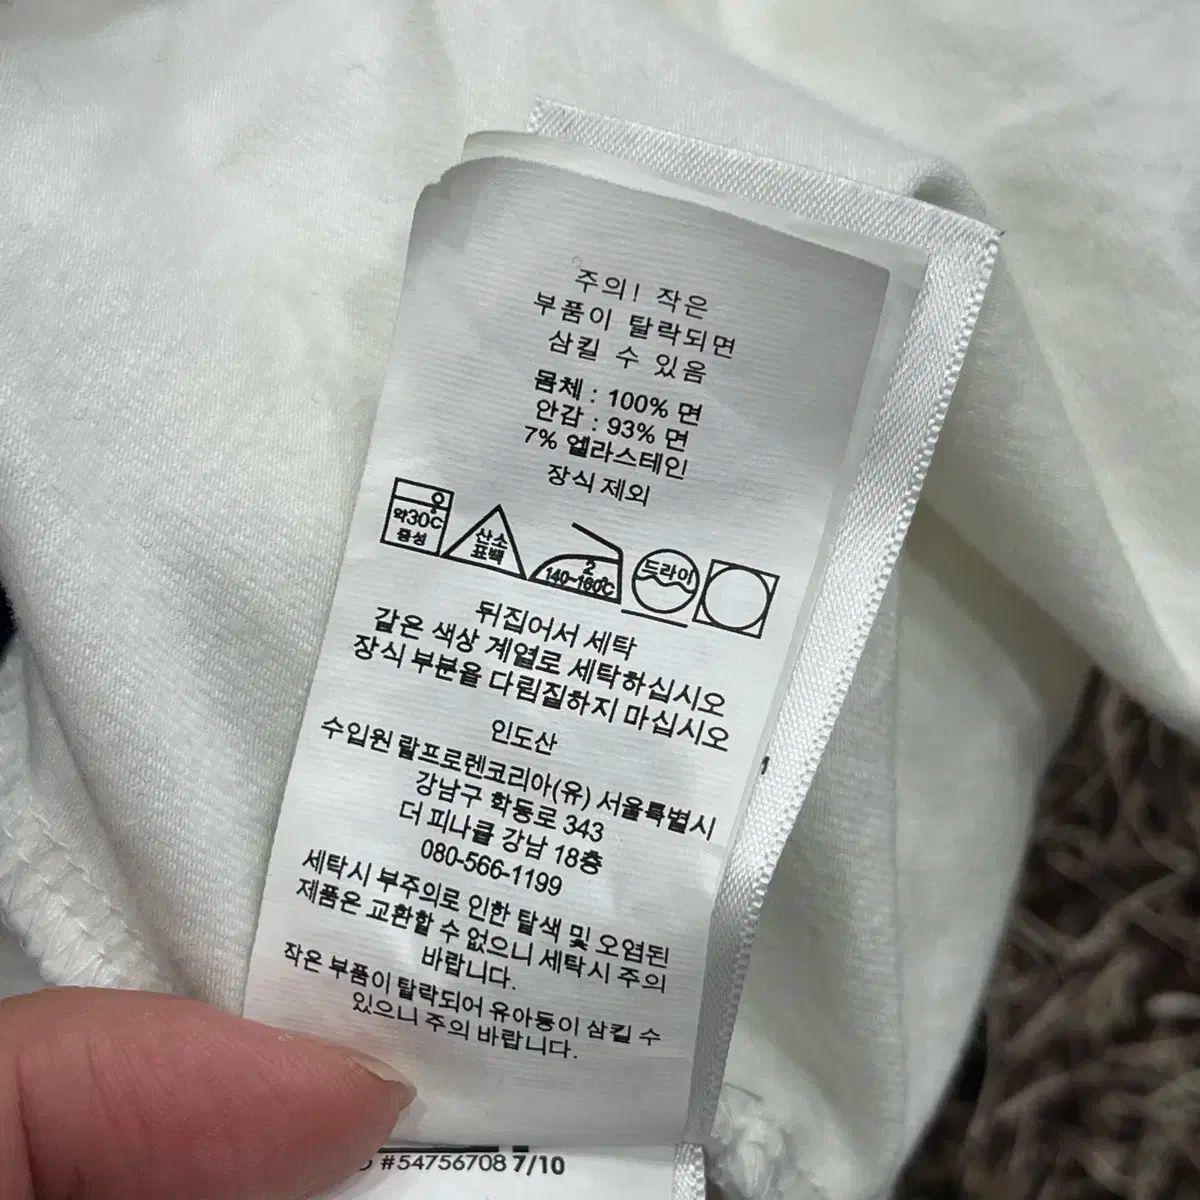 주의! 작은
부품이 탈락되면
삼킬 수 있음
몸체 : 100% 면
안감 : 93% 면
7% 엘라스테인
장식 제외
약30℃
중성
산소
표백
2
140~160℃
드라이
뒤집어서 세탁
같은 색상 계열로 세탁하십시오
장식 부분을 다림질하지 마십시오
인도산
수입원 랄프로렌코리아(유) 서울특별시
강남구 학동로 343
더 피나클 강남 18층
080-566-1199
세탁시 부주의로 인한 탈색 및 오염된
제품은 교환할 수 없으니 세탁시 주의
바랍니다.
작은 부품이 탈락되어 유아등이 삼킬 수
있으니 주의 바랍니다.
#54756708 7/10